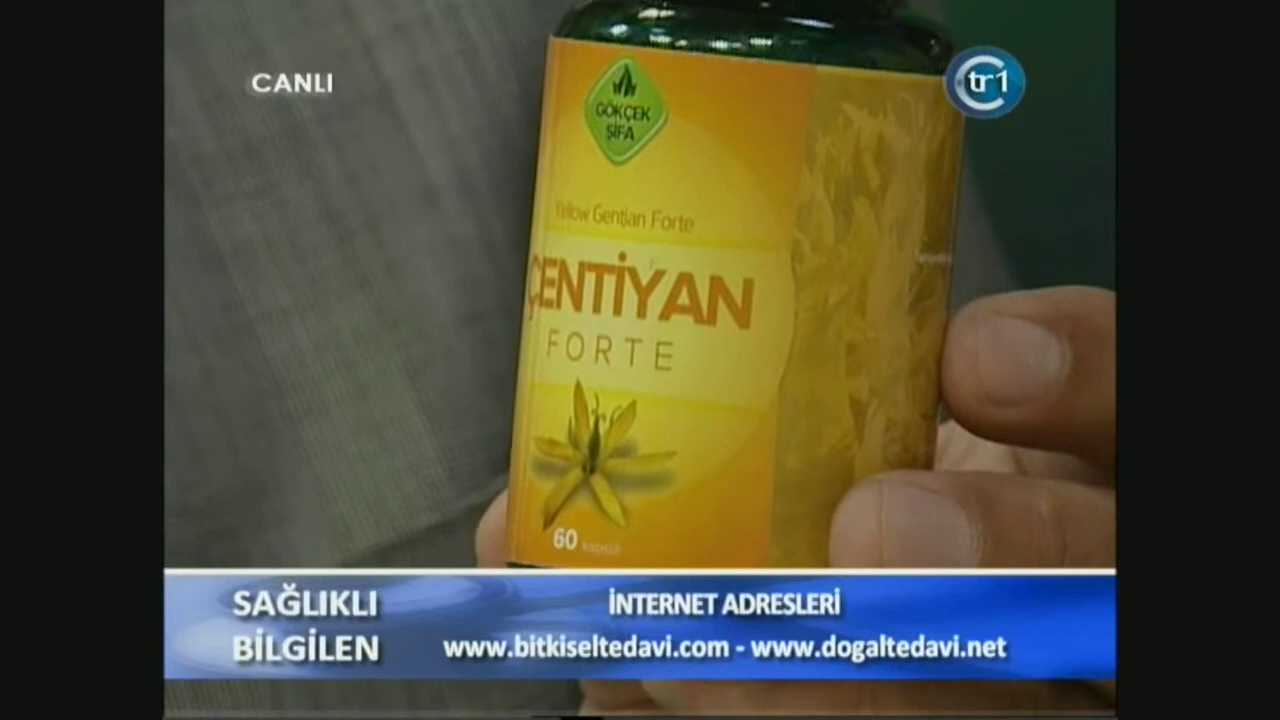 CANLI
tr1
GÖKÇEK
ŞİFA
Yellow Gentian Forte
ÇENTİYAN
FORTE
60 kapsül
SAĞLIKLI
BİLGİLEN
İNTERNET ADRESLERİ
www.bitkiseltedavi.com - www.dogaltedavi.net